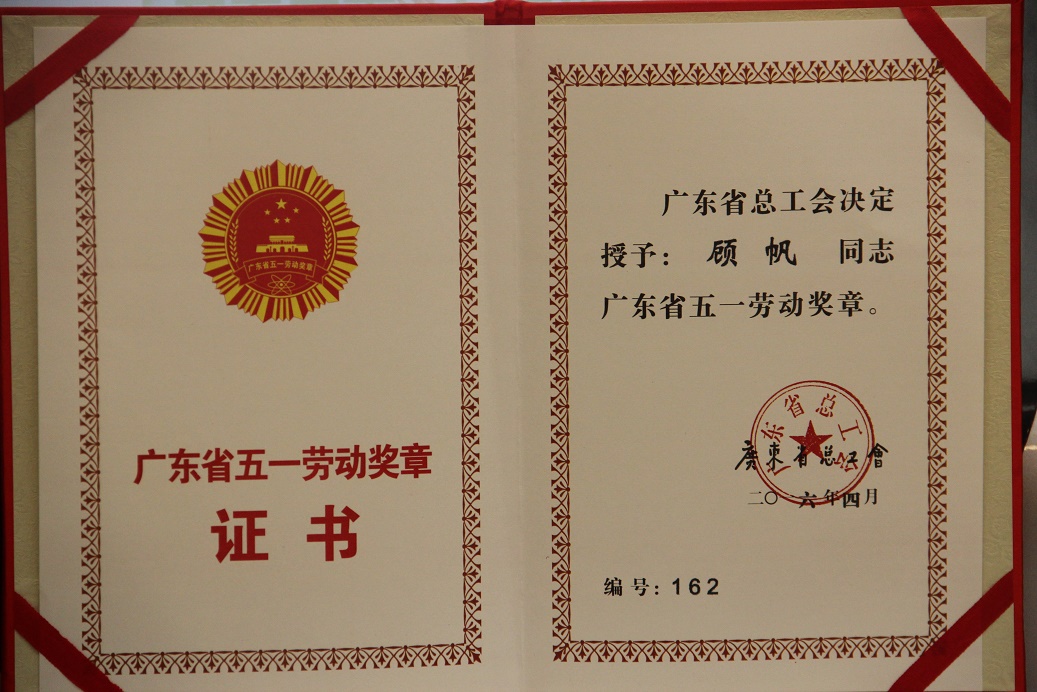 广东省五一劳动奖章
广东省五一劳动奖章
证书
广东省总工会决定
授予：顾帆 同志
广东省五一劳动奖章。
广东省总工会
廣東省總工會
二〇一六年四月
编号：162